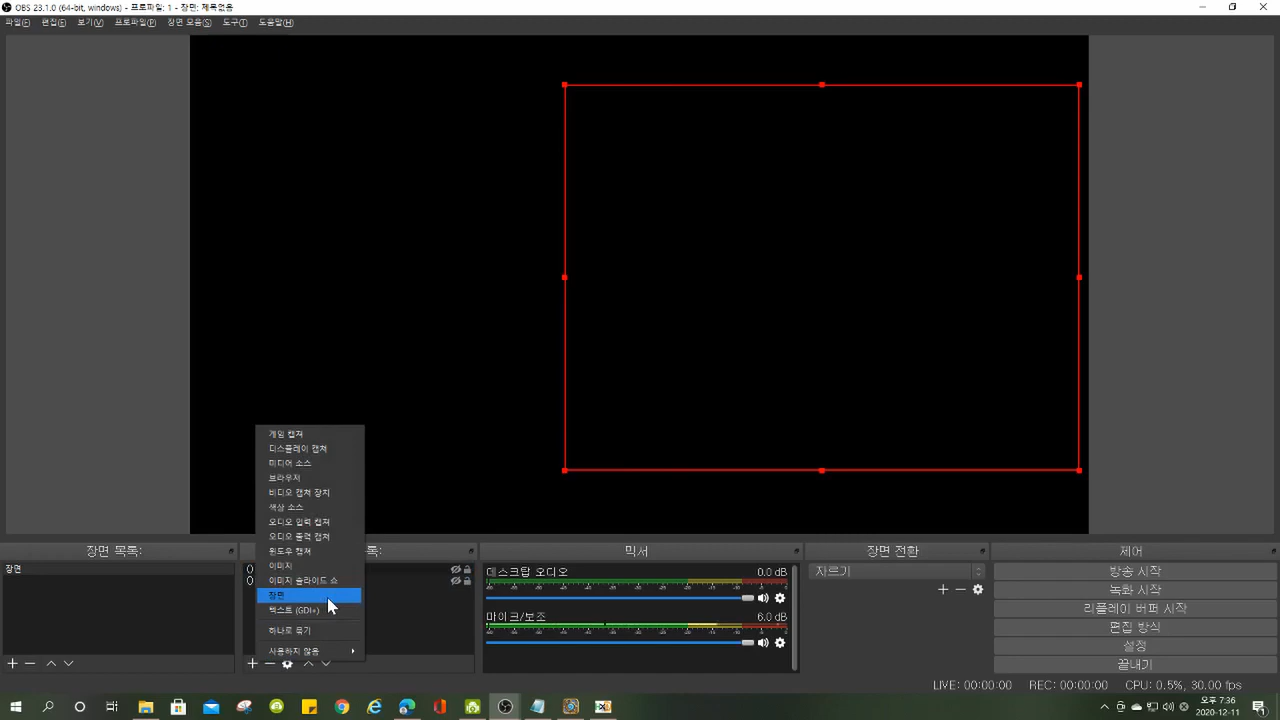 OBS 23.1.0 (64-bit, windows) - 프로파일: 1 - 장면: 제목없음
파일(F) 편집(E) 보기(V) 프로파일(P) 장면 모음(S) 도구(T) 도움말(H)
게임 캡쳐
디스플레이 캡쳐
미디어 소스
브라우저
비디오 캡쳐 장치
색상 소스
오디오 입력 캡쳐
오디오 출력 캡쳐
윈도우 캡쳐
이미지
이미지 슬라이드 쇼
장면
텍스트 (GDI+)
하나로 묶기
사용하지 않음
장면 목록:
장면
록:
믹서
데스크탑 오디오 0.0 dB
마이크/보조 6.0 dB
장면 전환
자르기
제어
방송 시작
녹화 시작
리플레이 버퍼 시작
편집 방식
설정
끝내기
LIVE: 00:00:00 REC: 00:00:00 CPU: 0.5%, 30.00 fps
오후 7:36
2020-12-11